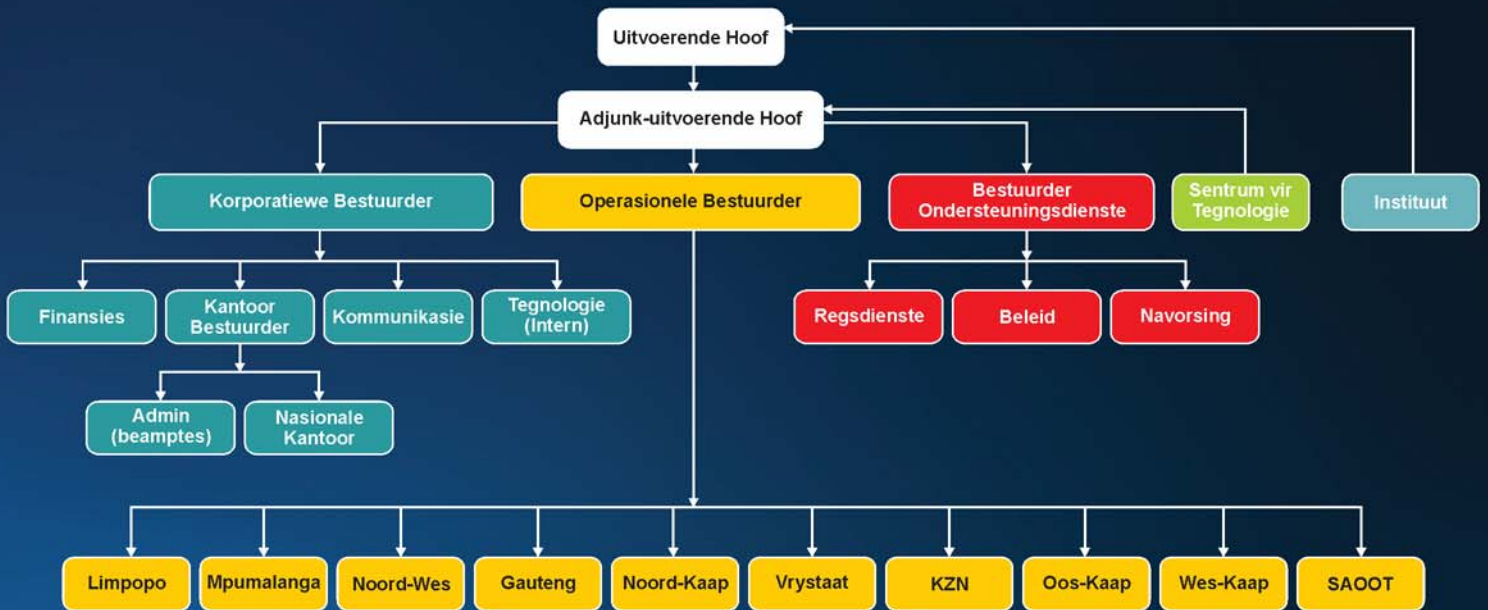 Uitvoerende Hoof
Adjunk-uitvoerende Hoof
Korporatiewe Bestuurder
Operasionele Bestuurder
Bestuurder
Ondersteuningsdienste
Sentrum vir
Tegnologie
Instituut
Finansies
Kantoor
Bestuurder
Kommunikasie
Tegnologie
(Intern)
Regsdienste
Beleid
Navorsing
Admin
(beamptes)
Nasionale
Kantoor
Limpopo
Mpumalanga
Noord-Wes
Gauteng
Noord-Kaap
Vrystaat
KZN
Oos-Kaap
Wes-Kaap
SAOOT